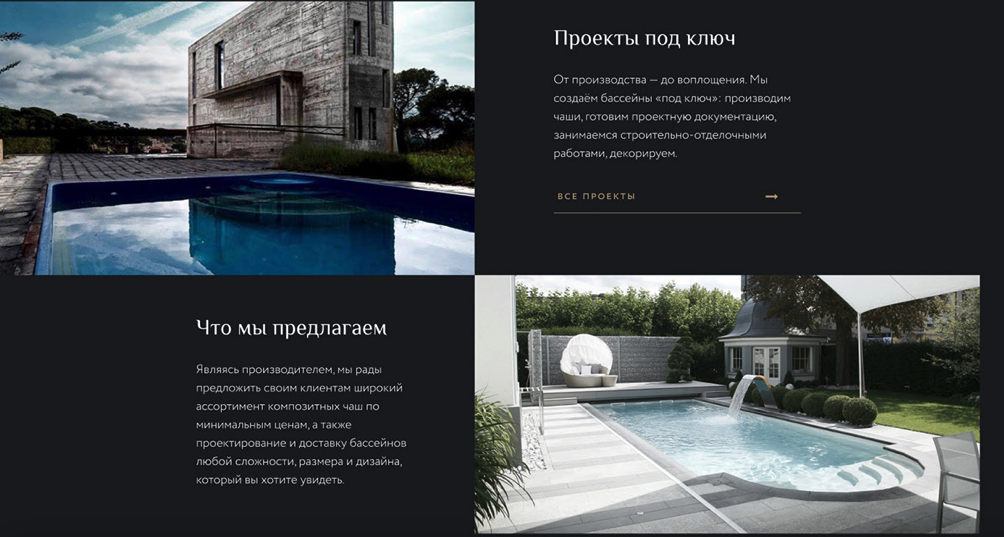 Проекты под ключ
От производства — до воплощения. Мы
создаём бассейны «под ключ»: производим
чаши, готовим проектную документацию,
занимаемся строительно-отделочными
работами, декорируем.
ВСЕ ПРОЕКТЫ
Что мы предлагаем
Являясь производителем, мы рады
предложить своим клиентам широкий
ассортимент композитных чаш по
минимальным ценам, а также
проектирование и доставку бассейнов
любой сложности, размера и дизайна,
который вы хотите увидеть.